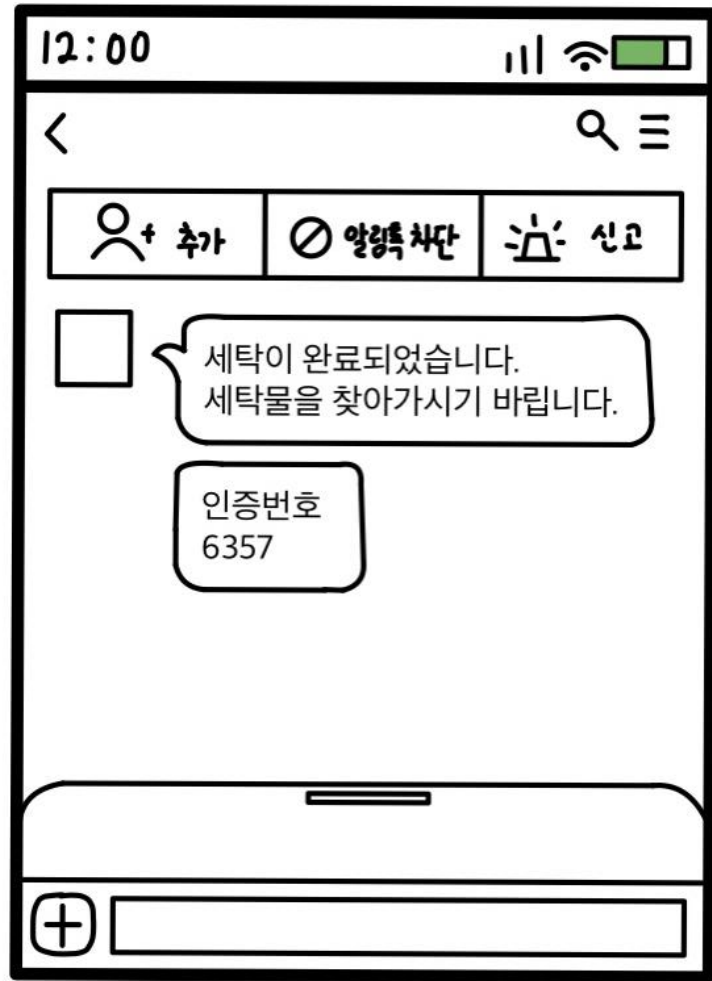 12:00
추가
알림톡 차단
신고
세탁이 완료되었습니다.
세탁물을 찾아가시기 바립니다.
인증번호
6357